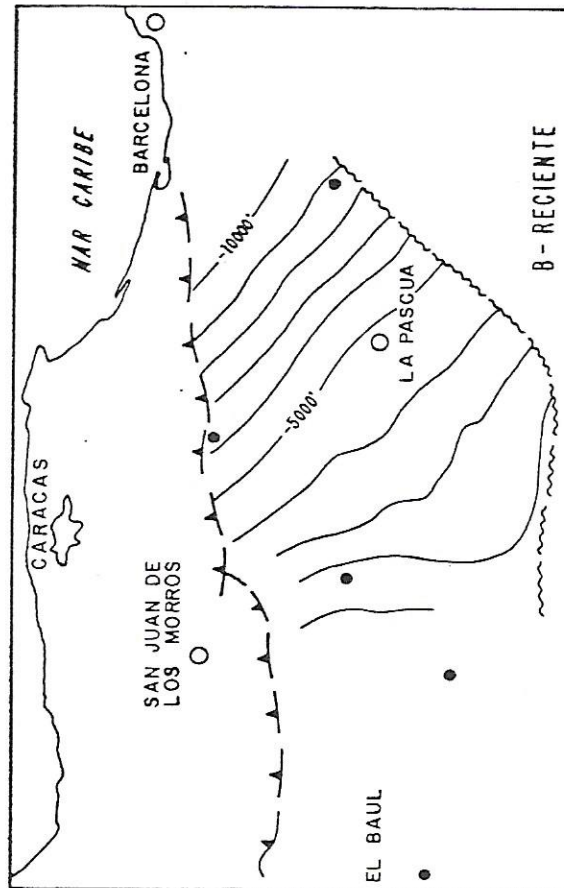 MAR CARIBE
CARACAS
BARCELONA
SAN JUAN DE
LOS MORROS
-10000'
-5000'
LA PASCUA
EL BAUL
B- RECIENTE